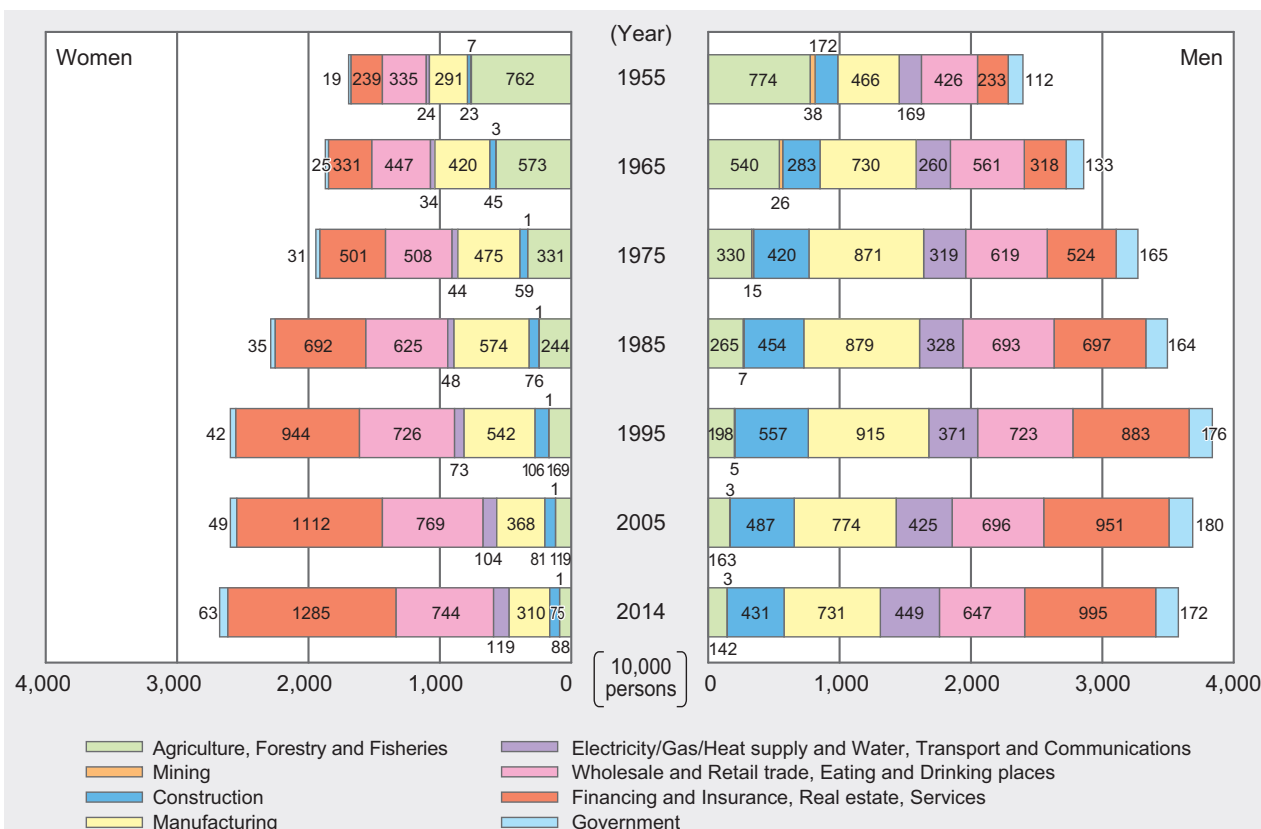 Women
(Year)
Men
7
172
19 239 335 291 762
1955
774 466 426 233 112
24 23
38 169
3
25 331 447 420 573
1965
540 283 730 260 561 318 133
34 45
26
1
31 501 508 475 331
1975
330 420 871 319 619 524 165
44 59
15
1
35 692 625 574 244
1985
265 454 879 328 693 697 164
48 76
7
1
42 944 726 542
1995
198 557 915 371 723 883 176
73 106 169
5
1
3
49 1112 769 368
2005
487 774 425 696 951 180
104 81 119
163
1
3
63 1285 744 310 75
2014
431 731 449 647 995 172
119 88
142
4,000 3,000 2,000 1,000 0
10,000
persons
0 1,000 2,000 3,000 4,000
Agriculture, Forestry and Fisheries
Mining
Construction
Manufacturing
Electricity/Gas/Heat supply and Water, Transport and Communications
Wholesale and Retail trade, Eating and Drinking places
Financing and Insurance, Real estate, Services
Government